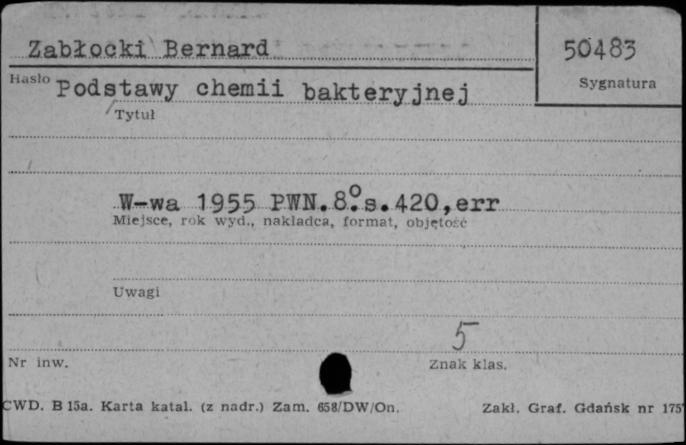 Zabłocki Bernard
50483
Hasło
Sygnatura
Podstawy chemii bakteryjnej
Tytuł
W-wa 1955 PWN.8⁰.s.420,err
Miejsce, rok wyd., nakładca, format, objętość
Uwagi
5
Nr inw.
Znak klas.
CWD. B 15a. Karta katal. (z nadr.) Zam. 658/DW/On.
Zakł. Graf. Gdańsk nr 175